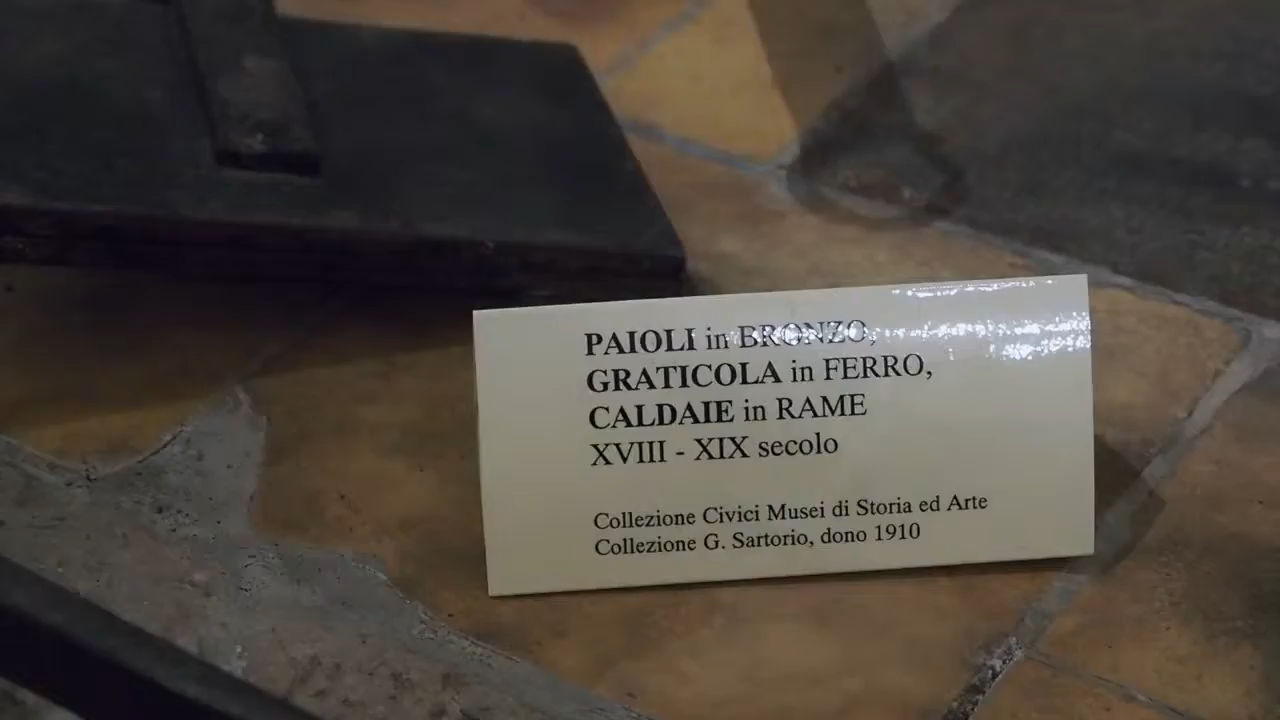 PAIOLI in BRONZO,
GRATICOLA in FERRO,
CALDAIE in RAME
XVIII - XIX secolo
Collezione Civici Musei di Storia ed Arte
Collezione G. Sartorio, dono 1910